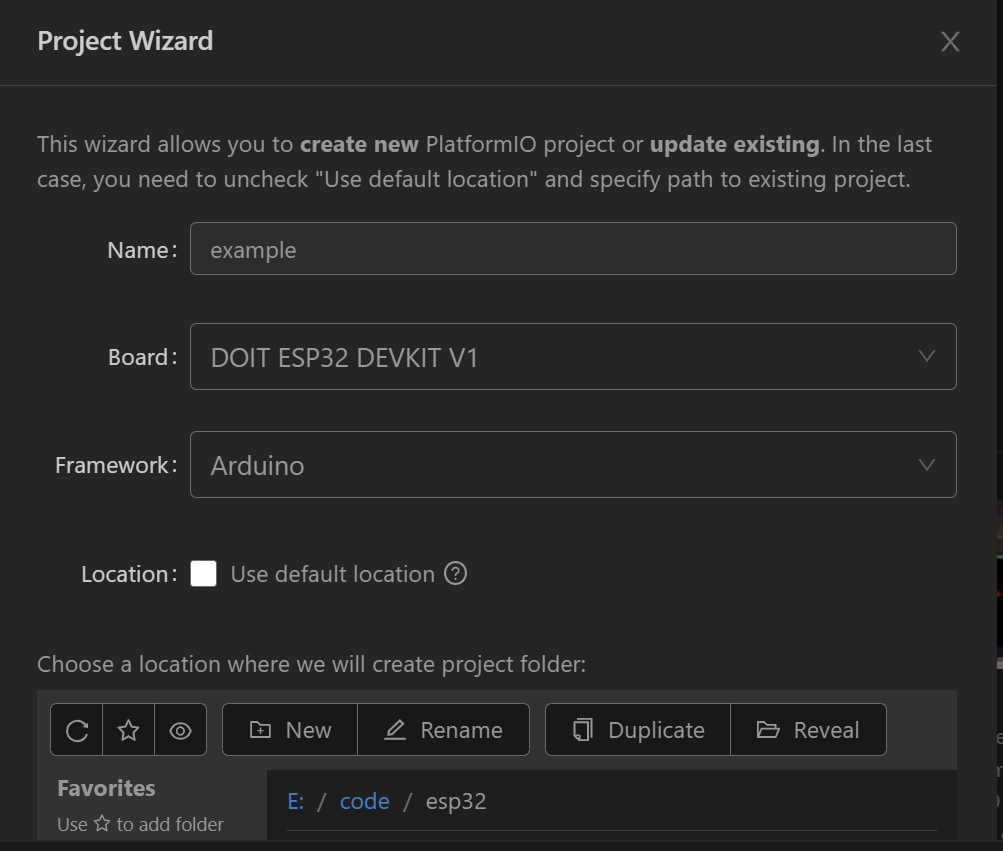 Project Wizard
This wizard allows you to create new PlatformIO project or update existing. In the last
case, you need to uncheck "Use default location" and specify path to existing project.
Name: example
Board: DOIT ESP32 DEVKIT V1
Framework: Arduino
Location: Use default location ?
Choose a location where we will create project folder:
New Rename Duplicate Reveal
Favorites
Use ☆ to add folder
E: / code / esp32